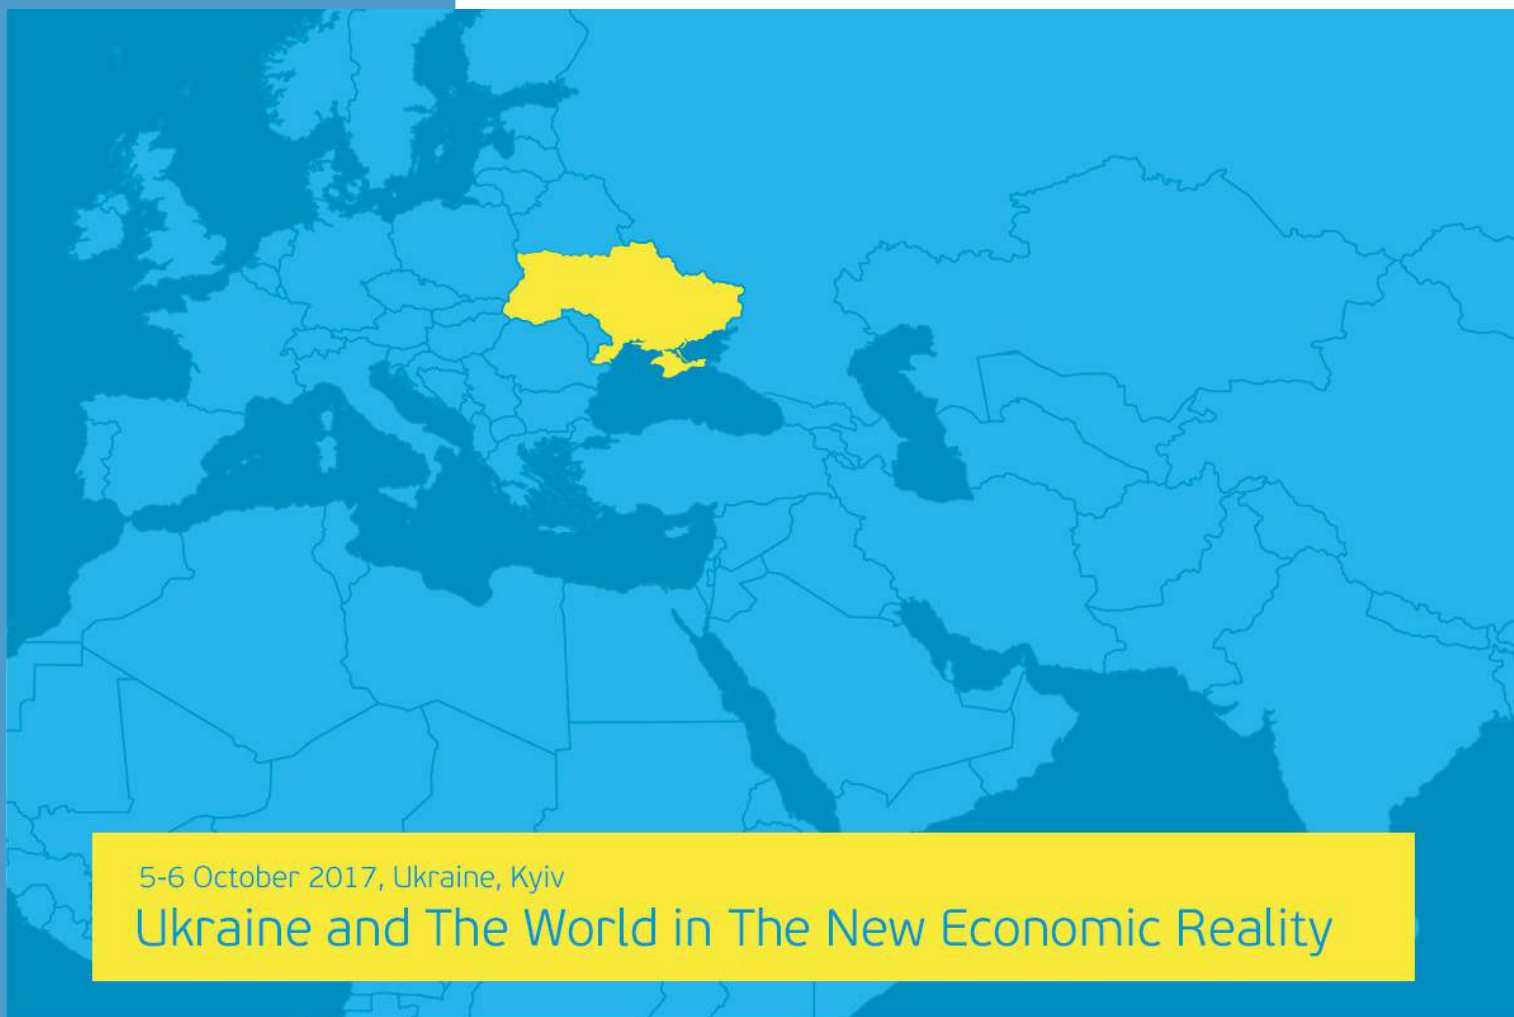 5-6 October 2017, Ukraine, Kyiv
Ukraine and The World in The New Economic Reality